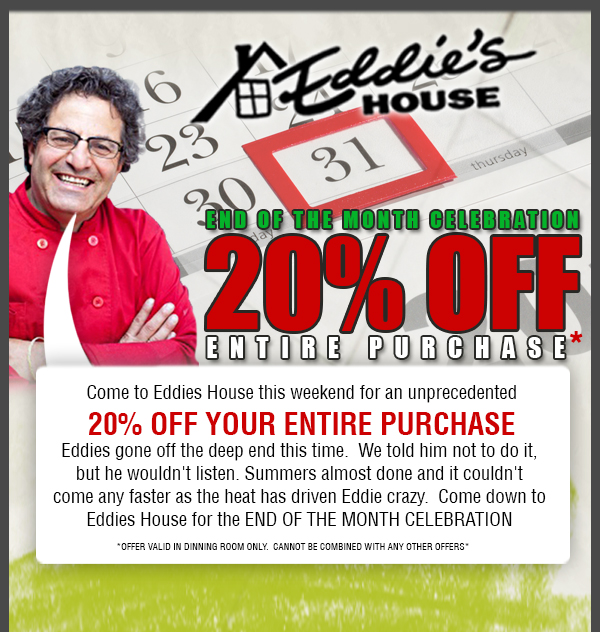 Eddie's
HOUSE
16
23
31
thursday
30
END OF THE MONTH CELEBRATION
20% OFF
ENTIRE PURCHASE*
Come to Eddies House this weekend for an unprecedented
20% OFF YOUR ENTIRE PURCHASE
Eddies gone off the deep end this time. We told him not to do it,
but he wouldn't listen. Summers almost done and it couldn't
come any faster as the heat has driven Eddie crazy. Come down to
Eddies House for the END OF THE MONTH CELEBRATION
*OFFER VALID IN DINNING ROOM ONLY. CANNOT BE COMBINED WITH ANY OTHER OFFERS*